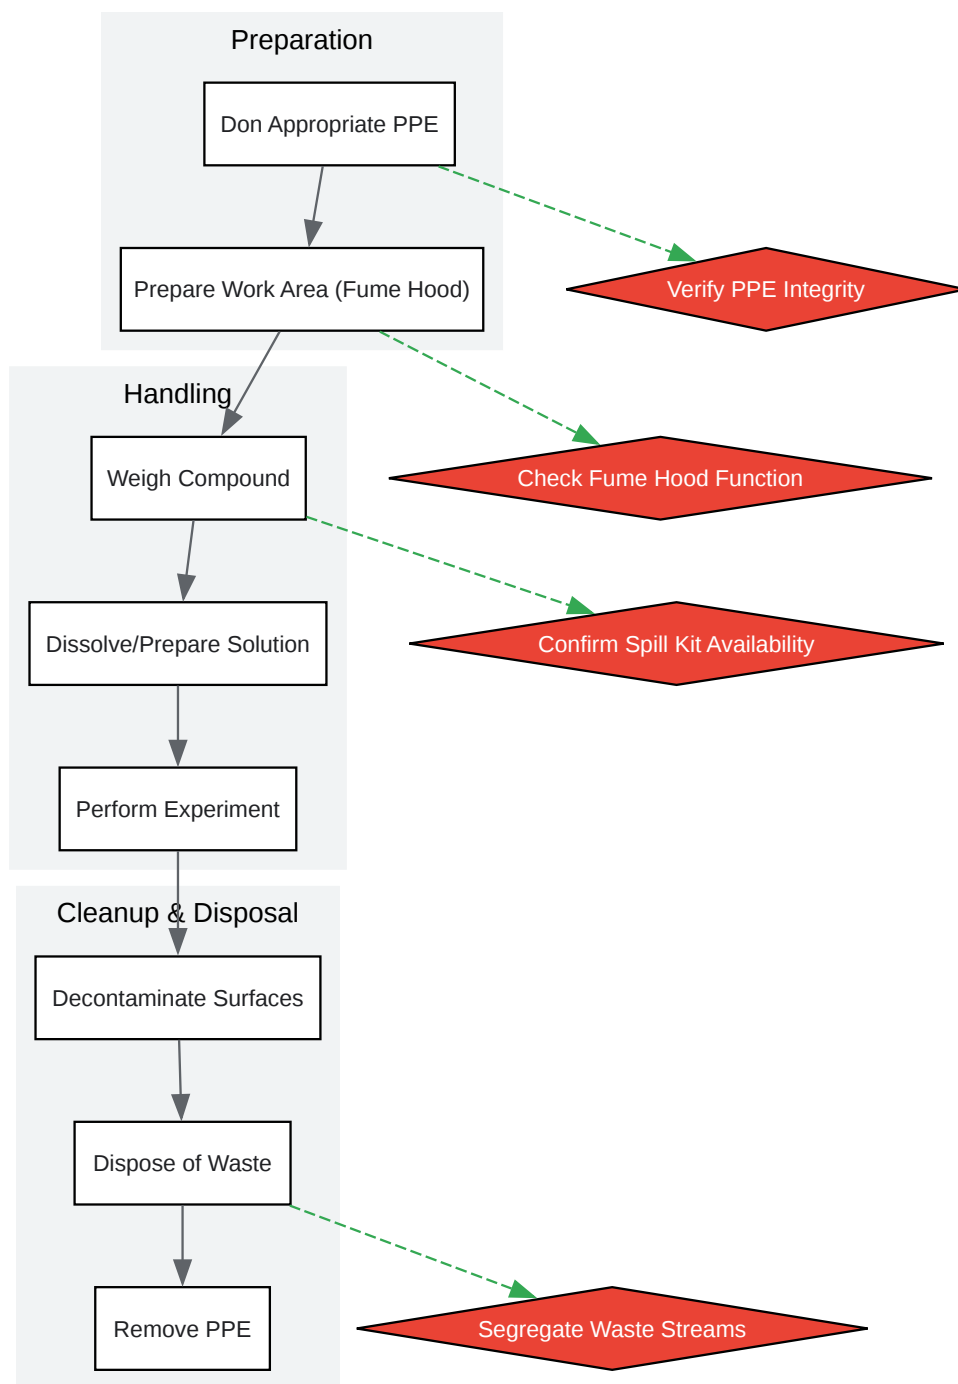 Preparation
Don Appropriate PPE
Prepare Work Area (Fume Hood)
Verify PPE Integrity
Handling
Weigh Compound
Check Fume Hood Function
Dissolve/Prepare Solution
Confirm Spill Kit Availability
Perform Experiment
Cleanup & Disposal
Decontaminate Surfaces
Dispose of Waste
Remove PPE
Segregate Waste Streams